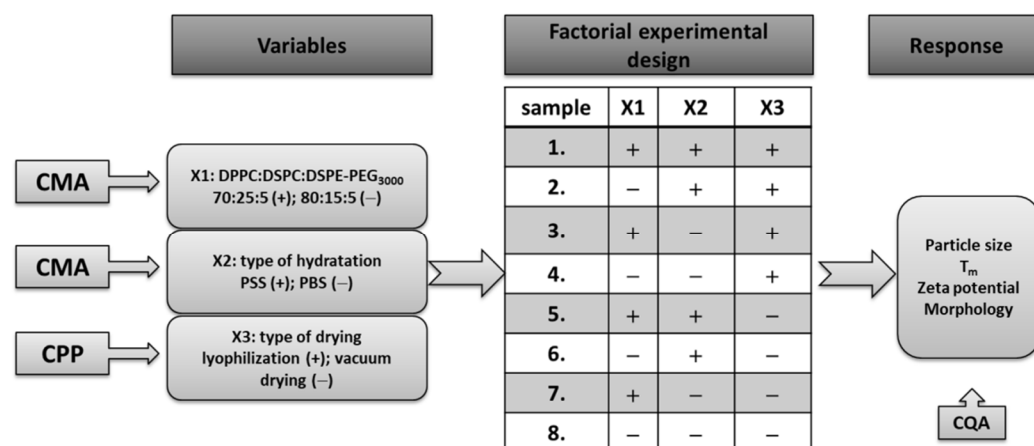 Variables
Factorial experimental
design
Response
CMA
X1: DPPC:DSPC:DSPE-PEG3000
70:25:5 (+); 80:15:5 (−)
CMA
X2: type of hydratation
PSS (+); PBS (−)
CPP
X3: type of drying
lyophilization (+); vacuum
drying (−)
sample X1 X2 X3
1. + + +
2. − + +
3. + − +
4. − − +
5. + + −
6. − + −
7. + − −
8. − − −
Particle size
Tm
Zeta potential
Morphology
CQA